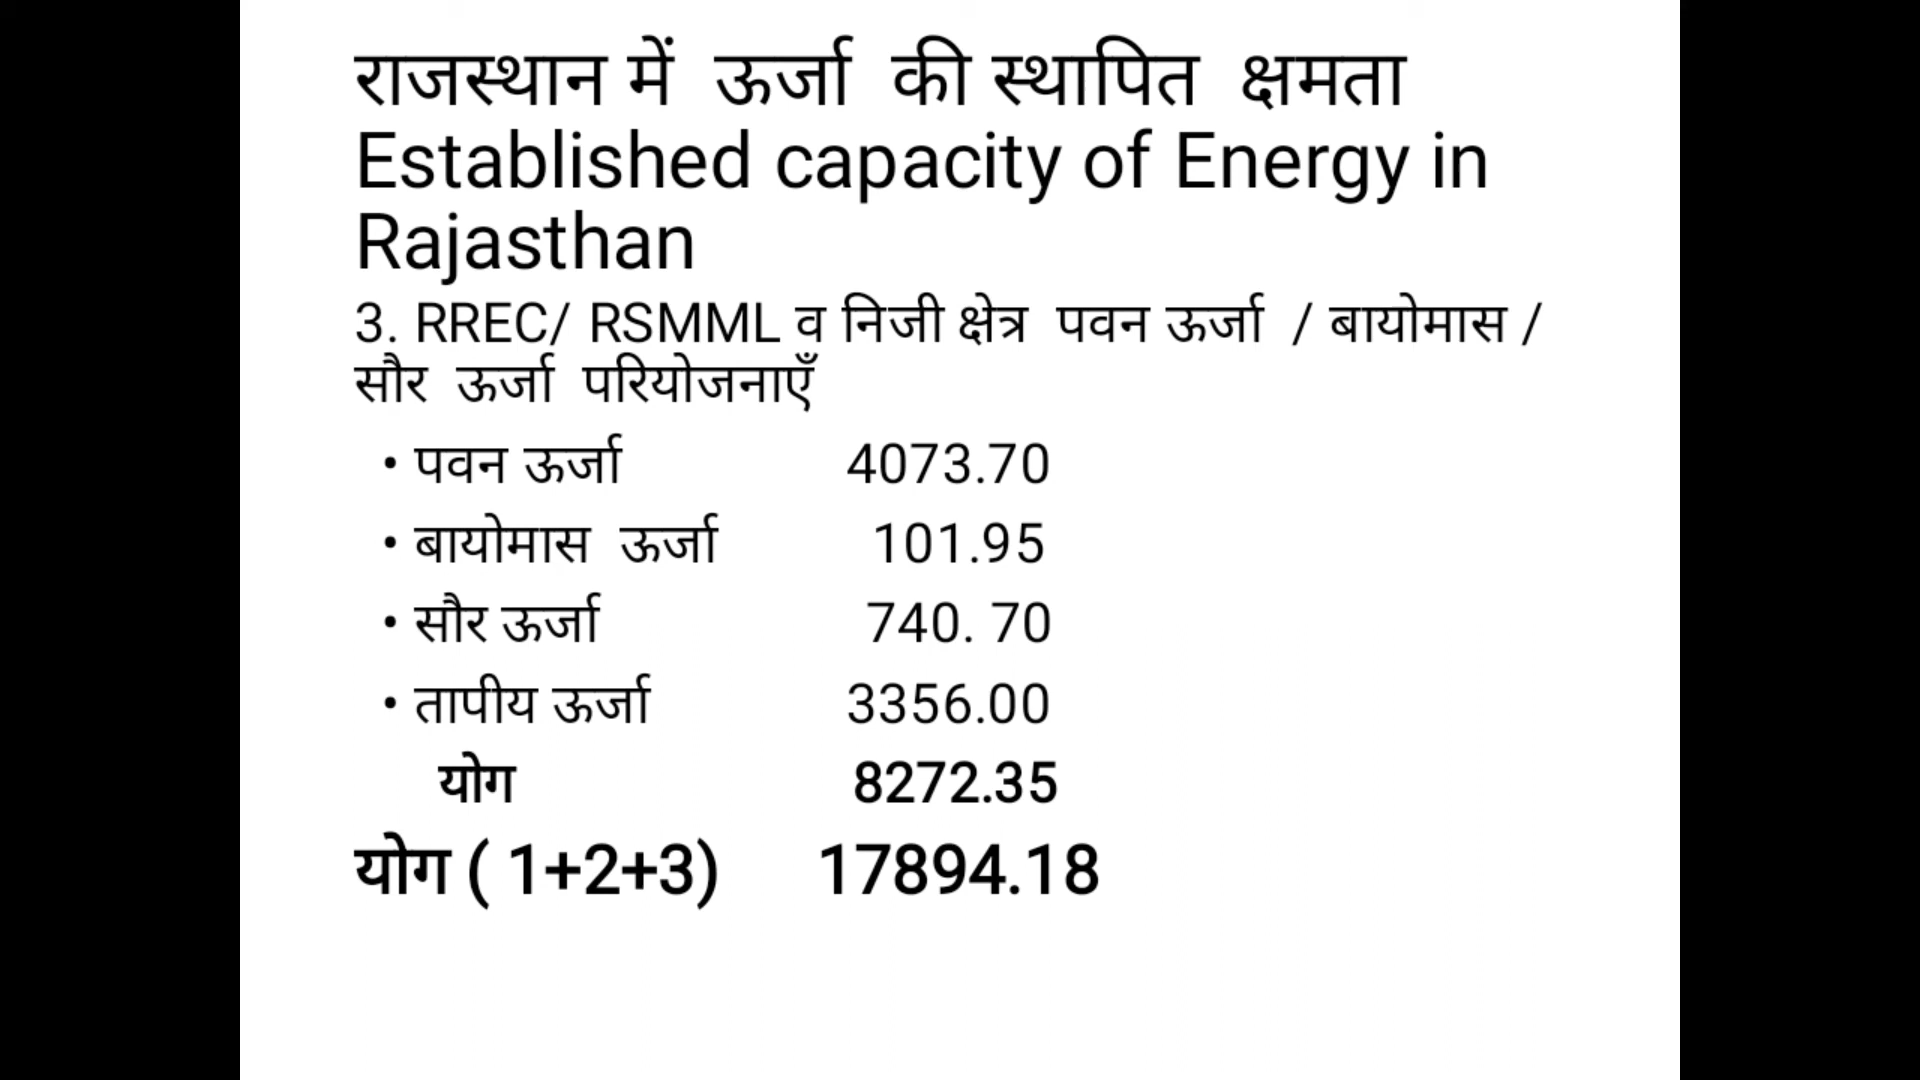 राजस्थान में ऊर्जा की स्थापित क्षमता
Established capacity of Energy in
Rajasthan
3. RREC/ RSMML व निजी क्षेत्र पवन ऊर्जा / बायोमास /
सौर ऊर्जा परियोजनाएँ
• पवन ऊर्जा 4073.70
• बायोमास ऊर्जा 101.95
• सौर ऊर्जा 740. 70
• तापीय ऊर्जा 3356.00
योग 8272.35
योग ( 1+2+3) 17894.18